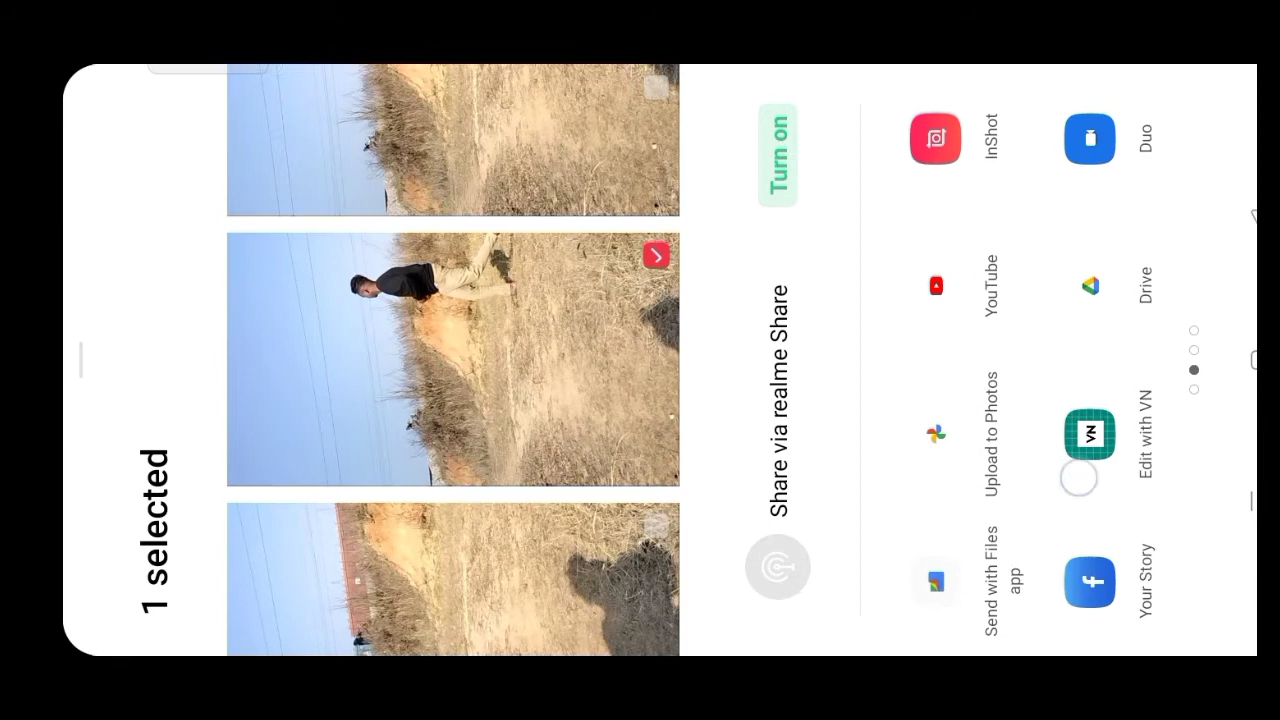 1 selected
Share via realme Share
Turn on
Send with Files
app
Upload to Photos
YouTube
InShot
VN
Your Story
Edit with VN
Drive
Duo